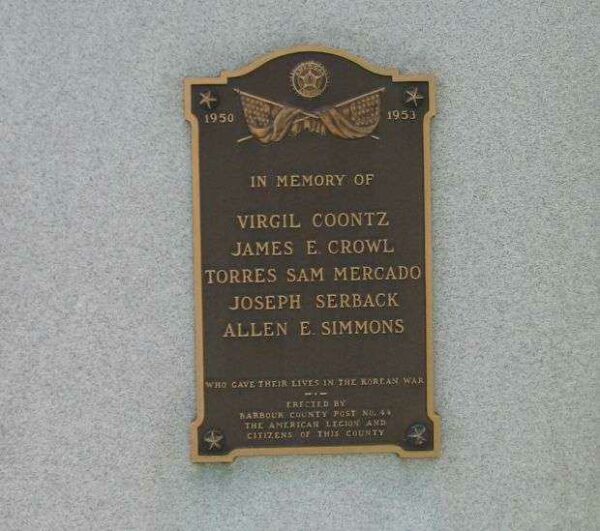 1950 1953
IN MEMORY OF
VIRGIL COONTZ
JAMES E. CROWL
TORRES SAM MERCADO
JOSEPH SERBACK
ALLEN E. SIMMONS
WHO GAVE THEIR LIVES IN THE KOREAN WAR
ERECTED BY
BARBOUR COUNTY POST NO. 44
THE AMERICAN LEGION AND
CITIZENS OF THIS COUNTY